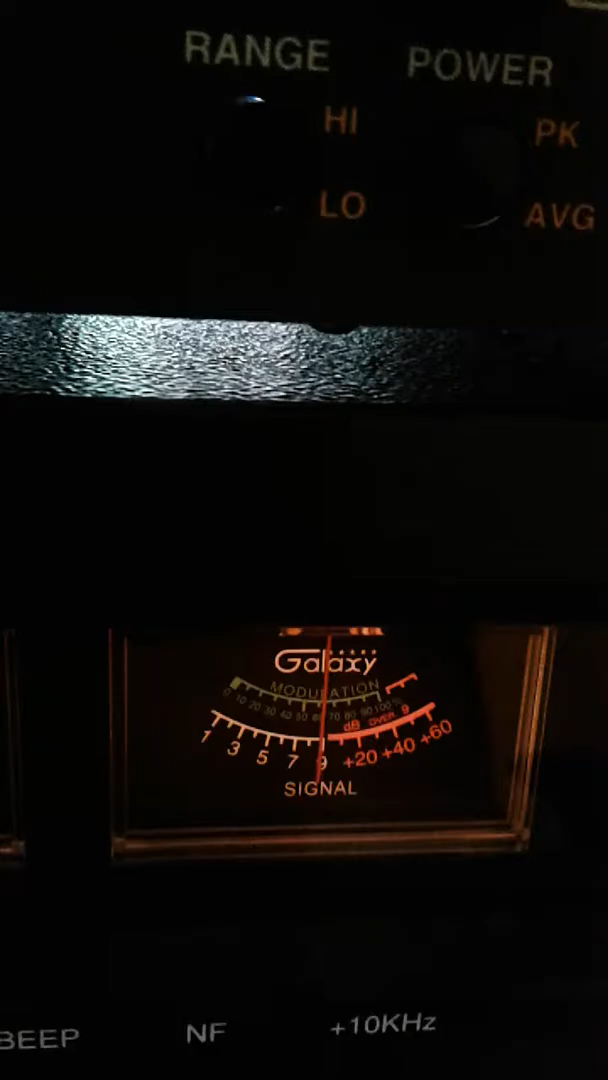 RANGE POWER
HI PK
LO AVG
Galaxy
MODULATION
0 10 20 30 40 50 60 70 80 90 100
dB OVER 9
1 3 5 7 9 +20 +40 +60
SIGNAL
BEEP NF +10KHz